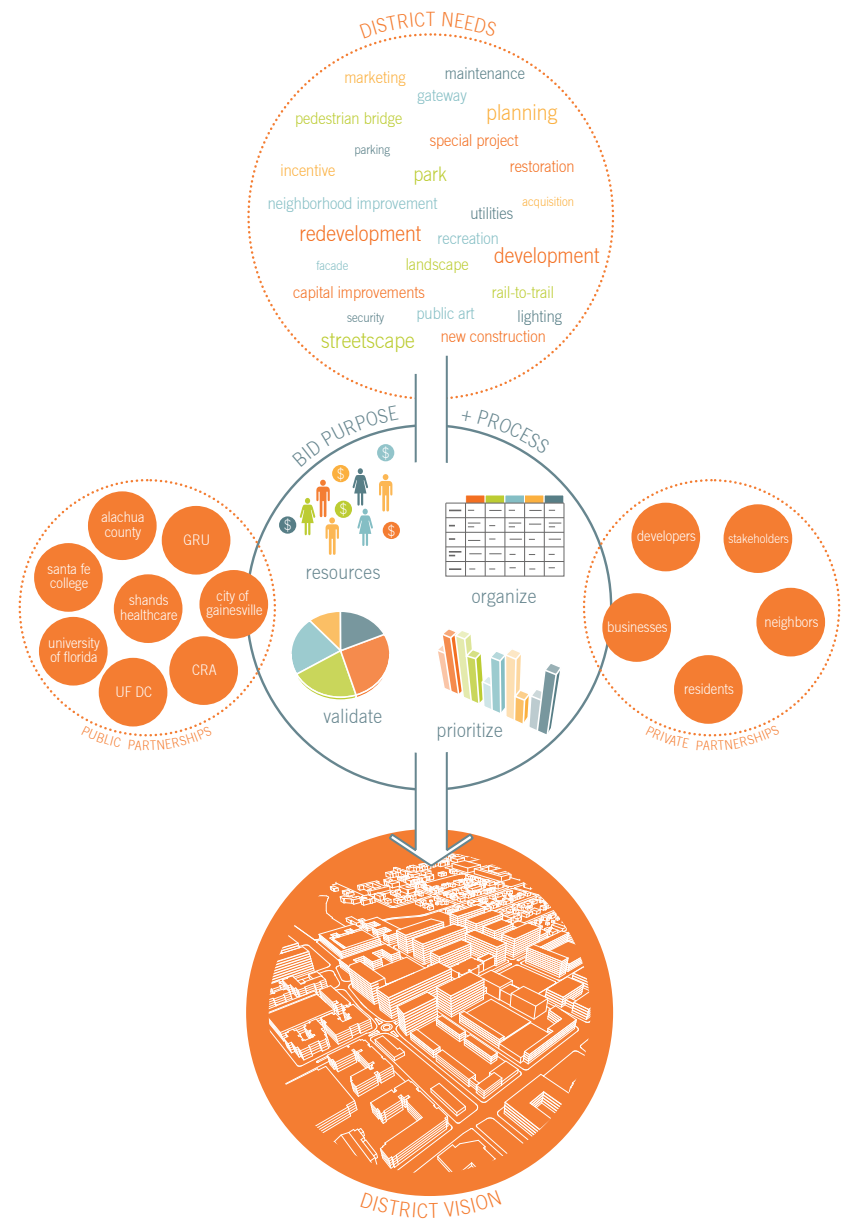 DISTRICT NEEDS
marketing
maintenance
gateway
planning
pedestrian bridge
special project
parking
restoration
incentive
park
neighborhood improvement
acquisition
utilities
redevelopment
recreation
development
facade
landscape
capital improvements
rail-to-trail
security
public art
lighting
streetscape
new construction
BID PURPOSE
+ PROCESS
$
$
$
$
$
resources
organize
validate
prioritize
alachua
county
GRU
santa fe
college
shands
healthcare
city of
gainesville
university
of florida
UF DC
CRA
PUBLIC PARTNERSHIPS
developers
stakeholders
businesses
neighbors
residents
PRIVATE PARTNERSHIPS
DISTRICT VISION